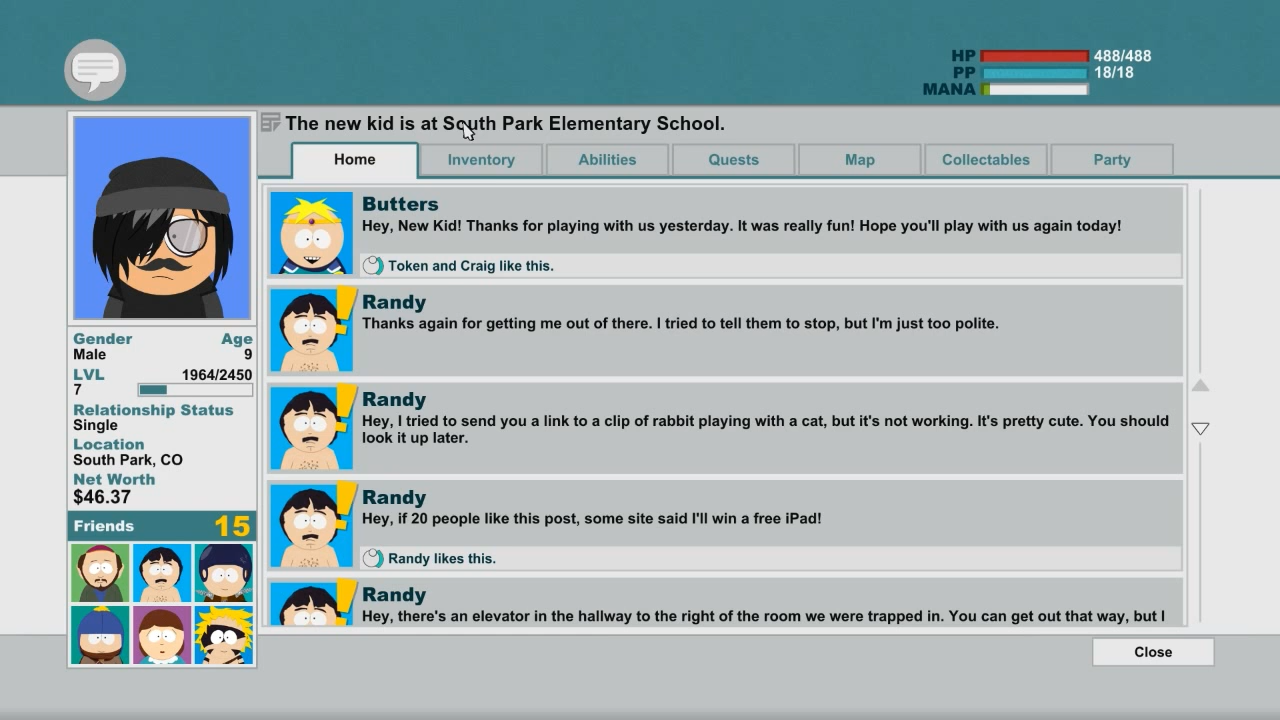 HP 488/488
PP 18/18
MANA
The new kid is at South Park Elementary School.
Home Inventory Abilities Quests Map Collectables Party
Gender Age
Male 9
LVL 1964/2450
7
Relationship Status
Single
Location
South Park, CO
Net Worth
$46.37
Friends 15
Butters
Hey, New Kid! Thanks for playing with us yesterday. It was really fun! Hope you'll play with us again today!
Token and Craig like this.
Randy
Thanks again for getting me out of there. I tried to tell them to stop, but I'm just too polite.
Randy
Hey, I tried to send you a link to a clip of rabbit playing with a cat, but it's not working. It's pretty cute. You should
look it up later.
Randy
Hey, if 20 people like this post, some site said I'll win a free iPad!
Randy likes this.
Randy
Hey, there's an elevator in the hallway to the right of the room we were trapped in. You can get out that way, but I
Close